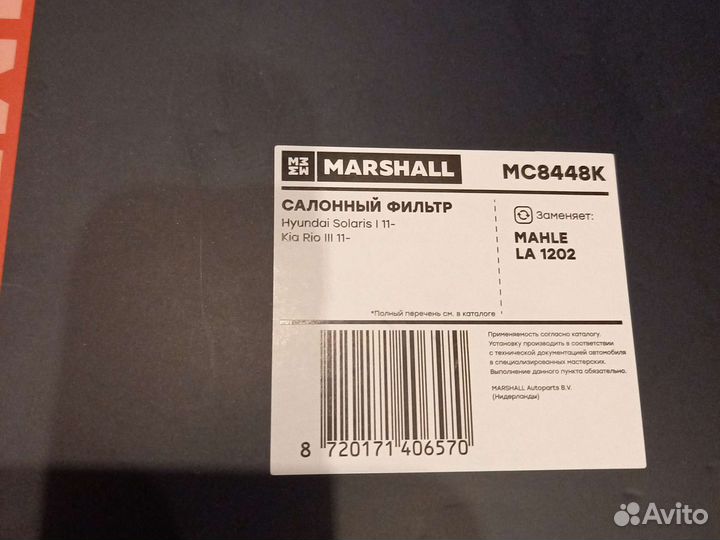 MARSHALL
MC8448K
САЛОННЫЙ ФИЛЬТР
Hyundai Solaris I 11-
Kia Rio III 11-
Заменяет:
MAHLE
LA 1202
*Полный перечень см. в каталоге
Применяемость согласно каталогу.
Установку производить в соответствии
с технической документацией автомобиля
в специализированных мастерских.
Выполнение данного пункта обязательно.
MARSHALL Autoparts B.V.
(Нидерланды)
8 720171 406570
Avito